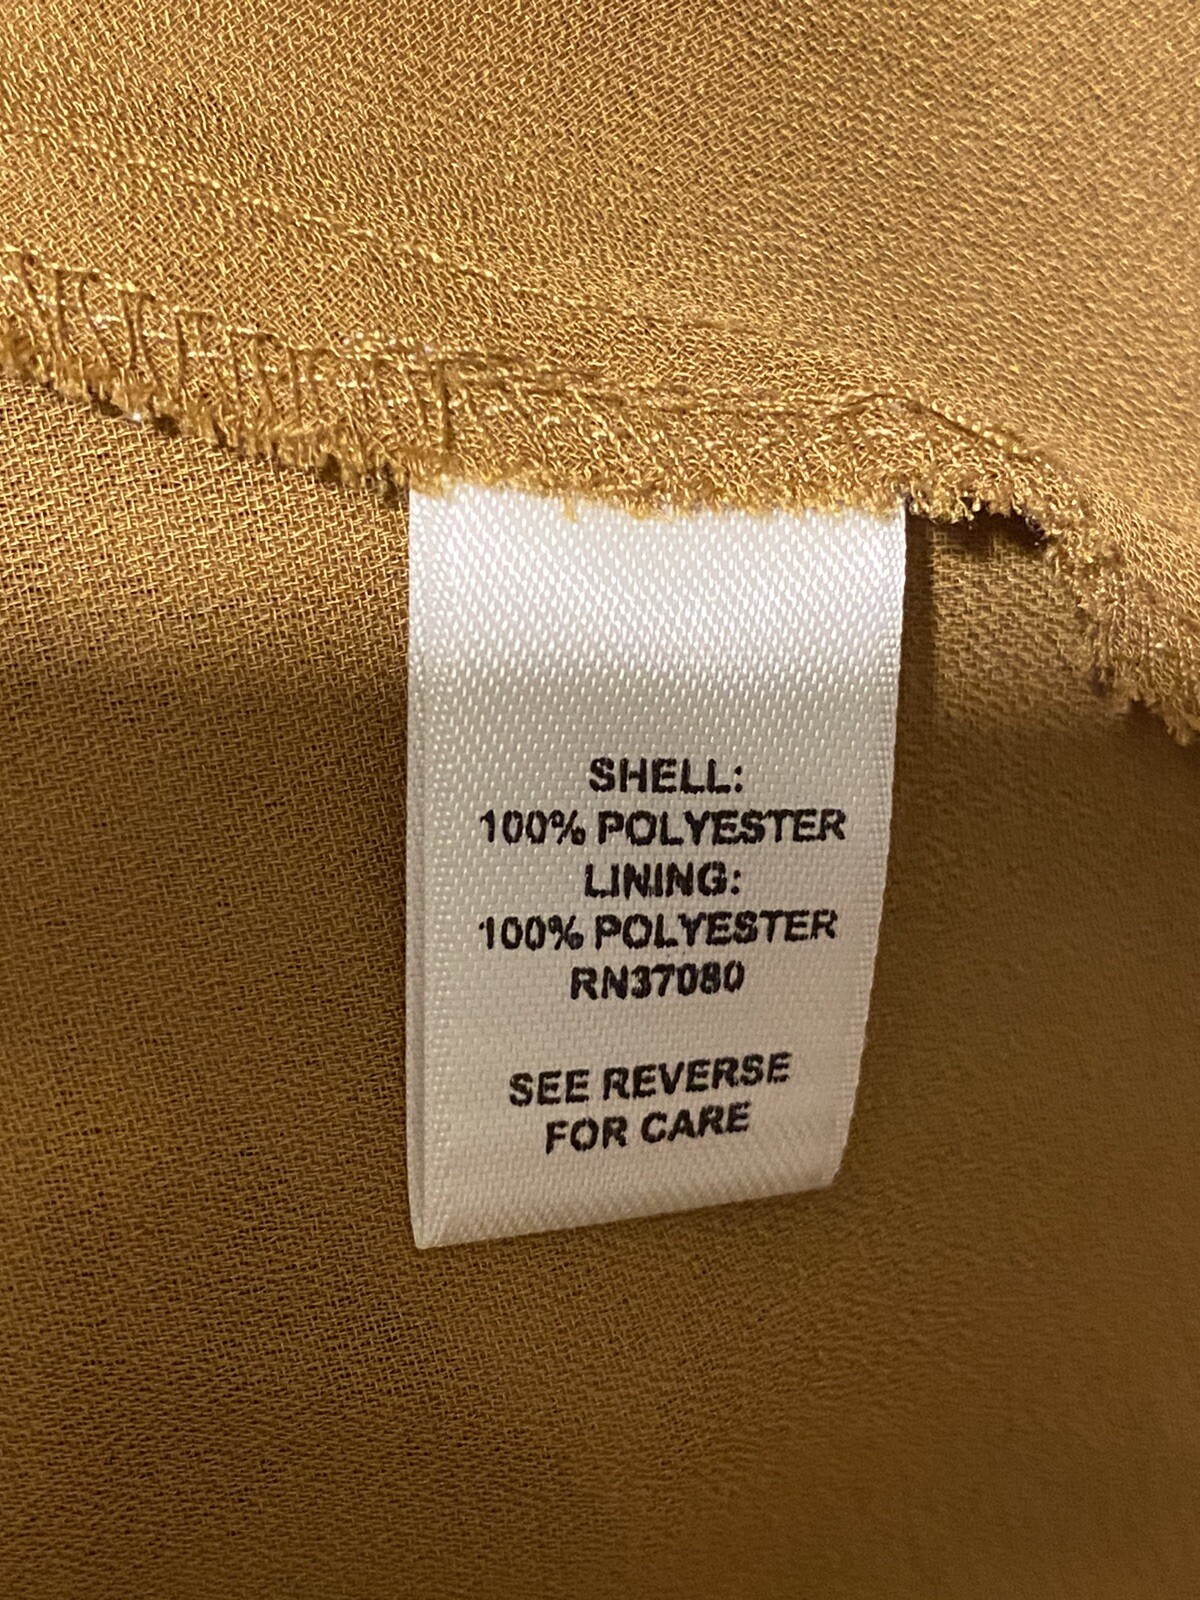 SHELL:
100% POLYESTER
LINING:
100% POLYESTER
RN37080
SEE REVERSE
FOR CARE